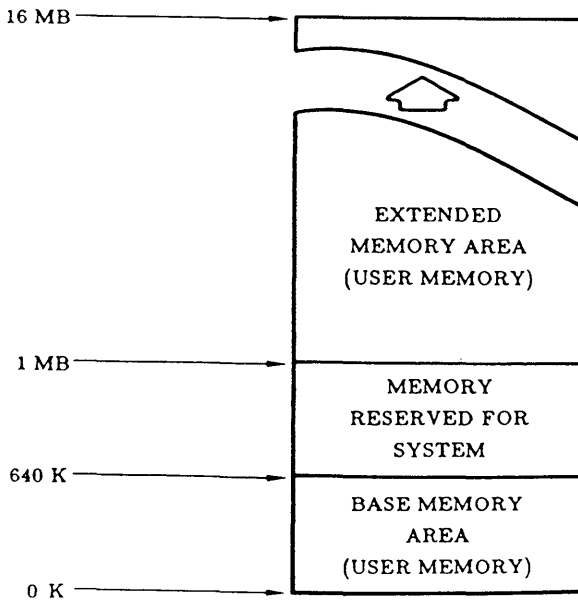 16 MB
EXTENDED
MEMORY AREA
(USER MEMORY)
1 MB
MEMORY
RESERVED FOR
SYSTEM
640 K
BASE MEMORY
AREA
(USER MEMORY)
0 K